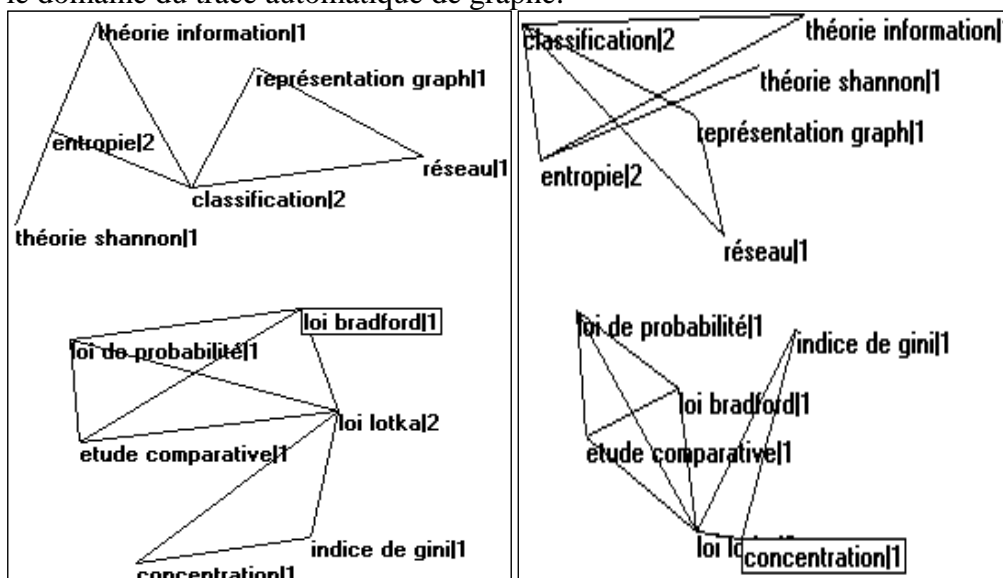 le domaine du tracé automatique de graphe.
théorie information|1
représentation graph|1
entropie|2
réseau|1
classification|2
théorie shannon|1
loi bradford|1
loi de probabilité|1
loi lotka|2
etude comparative|1
indice de gini|1
concentration|1
classification|2
théorie information|
théorie shannon|1
représentation graph|1
entropie|2
réseau|1
loi de probabilité|1
indice de gini|1
loi bradford|1
etude comparative|1
loi
concentration|1